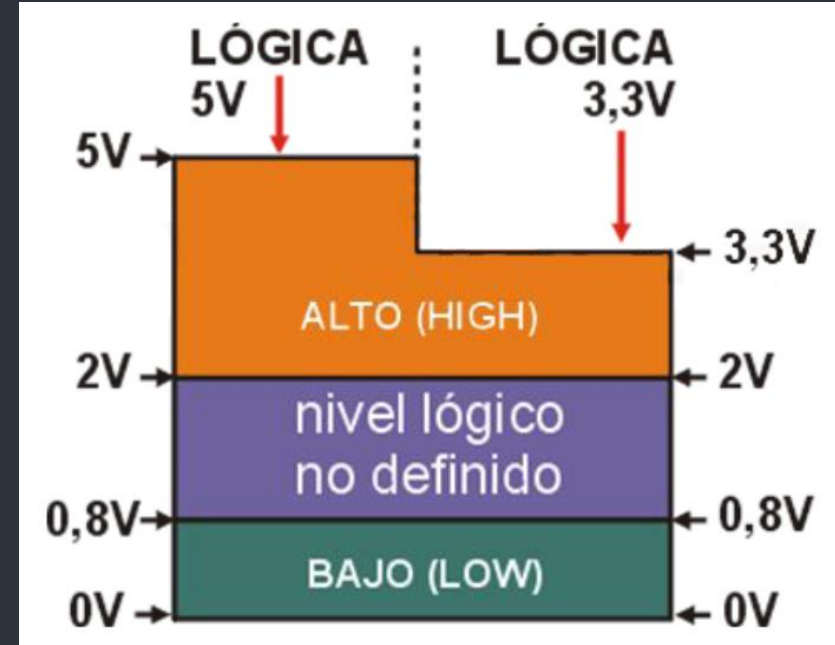 LÓGICA
5V
LÓGICA
3,3V
5V
3,3V
ALTO (HIGH)
2V
2V
nivel lógico
no definido
0,8V
0,8V
BAJO (LOW)
0V
0V